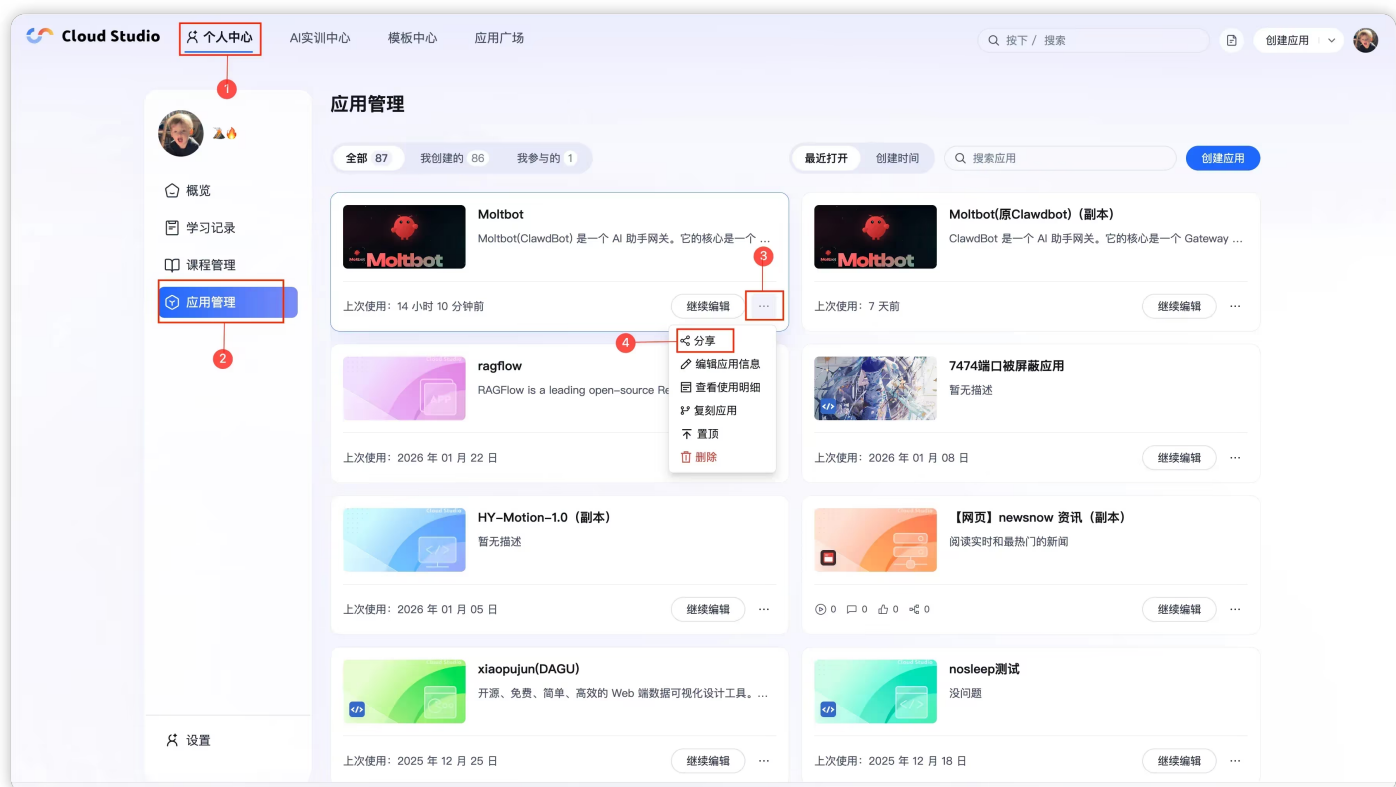 Cloud Studio 个人中心 AI实训中心 模板中心 应用广场 按下 / 搜索 创建应用
1
应用管理
全部 87 我创建的 86 我参与的 1 最近打开 创建时间 搜索应用 创建应用
概览
学习记录
课程管理
应用管理
2
设置
Moltbot
Moltbot
Moltbot(ClawdBot) 是一个 AI 助手网关。它的核心是一个 ...
3
上次使用：14 小时 10 分钟前 继续编辑 ...
4
分享
编辑应用信息
查看使用明细
复刻应用
置顶
删除
Moltbot
Moltbot(原Clawdbot)（副本）
ClawdBot 是一个 AI 助手网关。它的核心是一个 Gateway ...
上次使用：7 天前 继续编辑 ...
APP
ragflow
RAGFlow is a leading open-source Re
上次使用：2026 年 01 月 22 日
7474端口被屏蔽应用
暂无描述
上次使用：2026 年 01 月 08 日 继续编辑 ...
Cloud Studio
HY-Motion-1.0（副本）
暂无描述
上次使用：2026 年 01 月 05 日 继续编辑 ...
Cloud Studio
【网页】newsnow 资讯（副本）
阅读实时和最热门的新闻
0 0 0 0 继续编辑 ...
Cloud Studio
xiaopujun(DAGU)
开源、免费、简单、高效的 Web 端数据可视化设计工具。...
上次使用：2025 年 12 月 25 日 继续编辑 ...
Cloud Studio
nosleep测试
没问题
上次使用：2025 年 12 月 18 日 继续编辑 ...